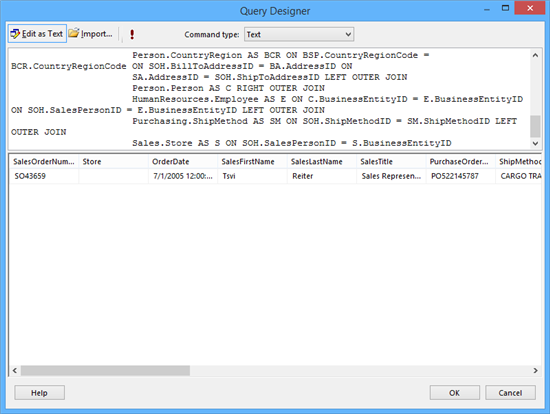 Query Designer
Edit as Text Import... ! Command type: Text
Person.CountryRegion AS BCR ON BSP.CountryRegionCode =
BCR.CountryRegionCode ON SOH.BillToAddressID = BA.AddressID ON
SA.AddressID = SOH.ShipToAddressID LEFT OUTER JOIN
Person.Person AS C RIGHT OUTER JOIN
HumanResources.Employee AS E ON C.BusinessEntityID = E.BusinessEntityID
ON SOH.SalesPersonID = E.BusinessEntityID LEFT OUTER JOIN
Purchasing.ShipMethod AS SM ON SOH.ShipMethodID = SM.ShipMethodID LEFT
OUTER JOIN
Sales.Store AS S ON SOH.SalesPersonID = S.BusinessEntityID
SalesOrderNum... Store OrderDate SalesFirstName SalesLastName SalesTitle PurchaseOrder... ShipMethod
SO43659 7/1/2005 12:00:... Tsvi Reiter Sales Represen... PO522145787 CARGO TRA
Help OK Cancel